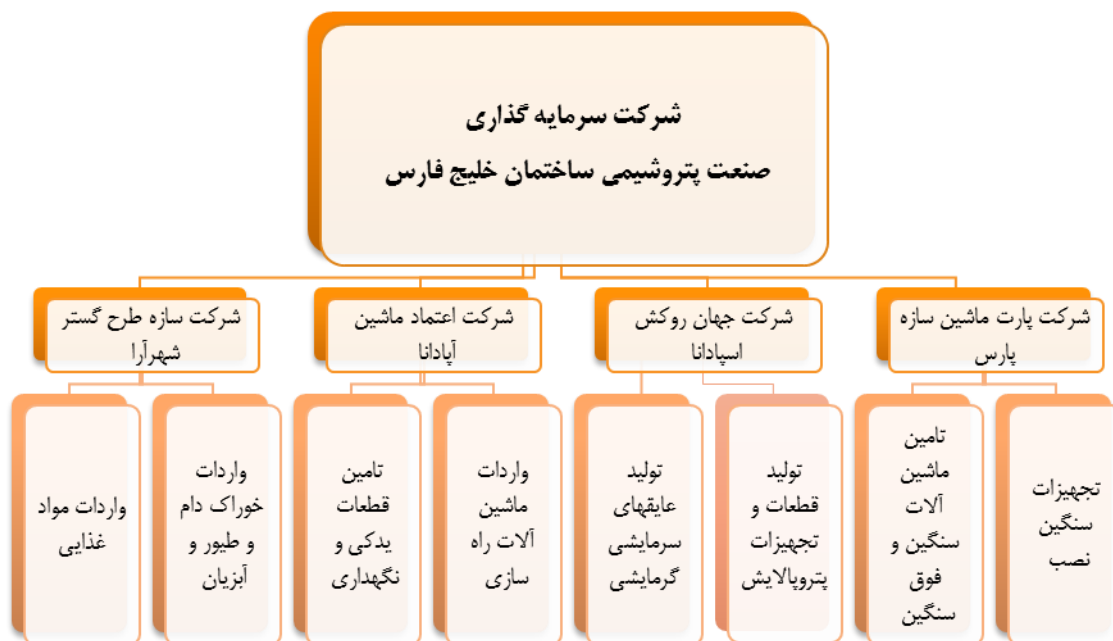 شرکت سرمایه گذاری
صنعت پتروشیمی ساختمان خلیج فارس
شرکت پارت ماشین سازه
پارس
شرکت جهان روکش
اسپادانا
شرکت اعتماد ماشین
آپادانا
شرکت سازه طرح گستر
شهرآرا
تجهیزات
سنگین
نصب
تامین
ماشین
آلات
سنگین و
فوق
سنگین
تولید
قطعات و
تجهیزات
پتروپالایش
تولید
عایقهای
سرمایشی
گرمایشی
واردات
ماشین
آلات راه
سازی
تامین
قطعات
یدکی و
نگهداری
واردات
خوراک دام
و طیور و
آبزیان
واردات مواد
غذایی